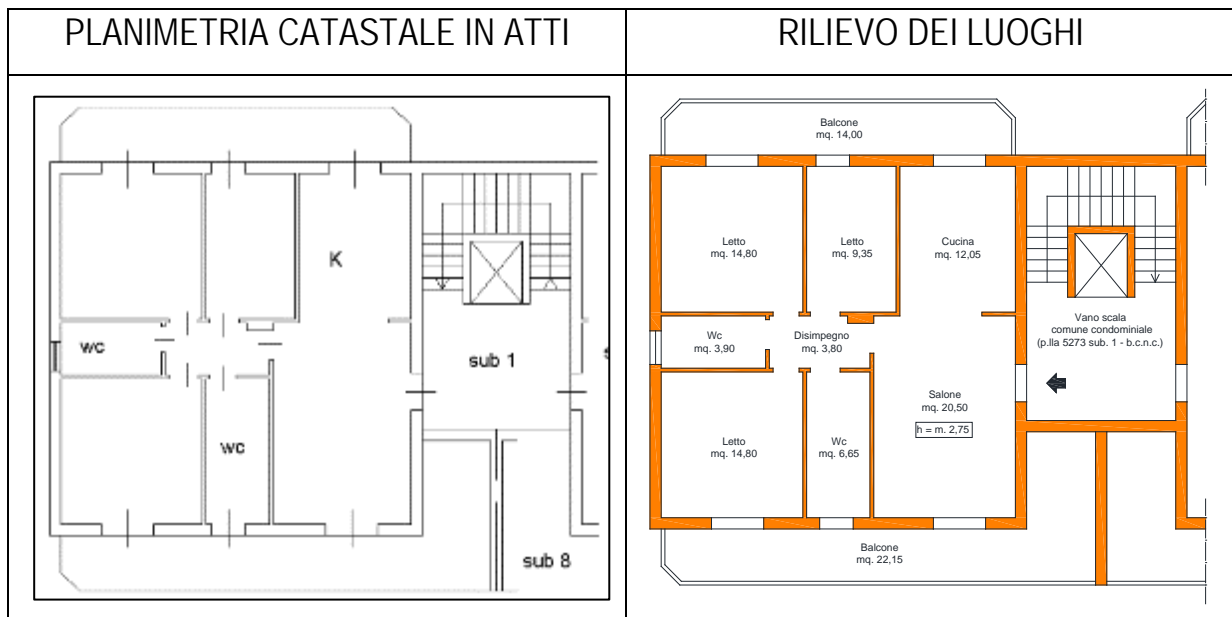 PLANIMETRIA CATASTALE IN ATTI
RILIEVO DEI LUOGHI
K
wc
sub 1
wc
sub 8
Balcone
mq. 14,00
Letto
mq. 14,80
Letto
mq. 9,35
Cucina
mq. 12,05
Vano scala
comune condominiale
(p.lla 5273 sub. 1 - b.c.n.c.)
Wc
mq. 3,90
Disimpegno
mq. 3,80
Salone
mq. 20,50
h = m. 2,75
Letto
mq. 14,80
Wc
mq. 6,65
Balcone
mq. 22,15